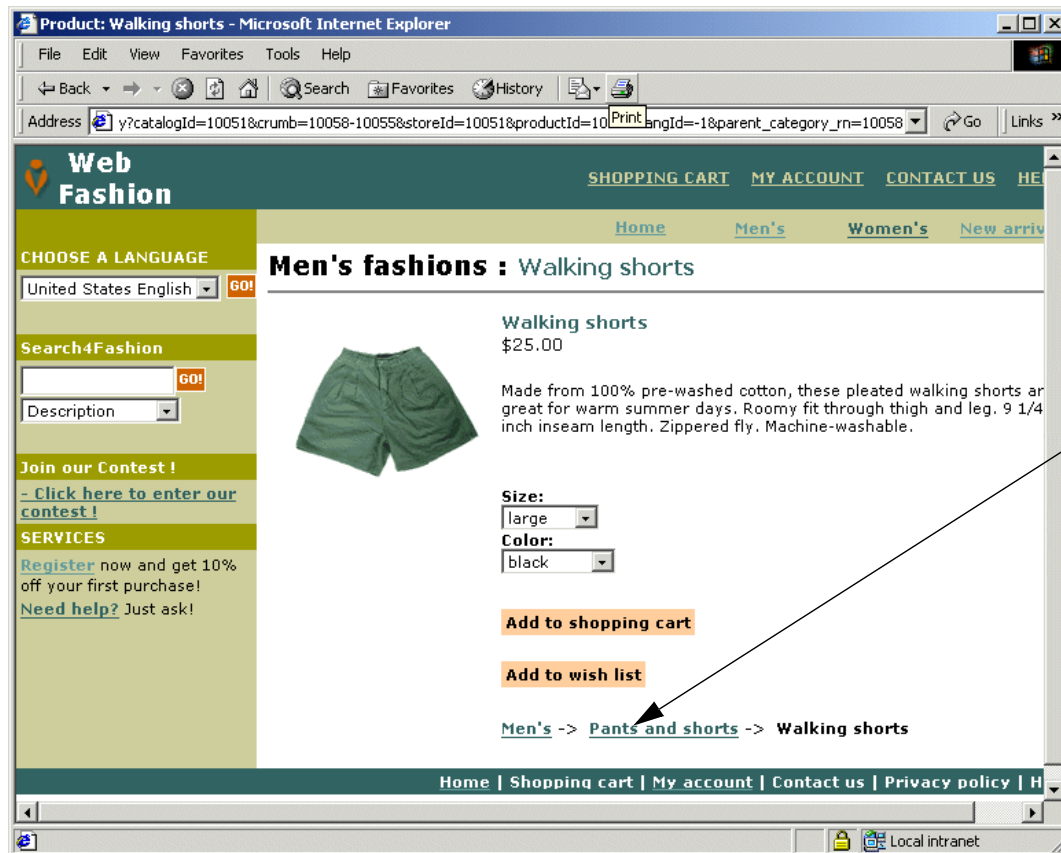 Product: Walking shorts - Microsoft Internet Explorer
File Edit View Favorites Tools Help
Back Search Favorites History
Print
Address y?catalogId=10051&crumb=10058-10055&storeId=10051&productId=10 angId=-1&parent_category_rn=10058 Go Links »
Web
Fashion
SHOPPING CART MY ACCOUNT CONTACT US HE
Home Men's Women's New arriv
CHOOSE A LANGUAGE
United States English GO!
Search4Fashion
GO!
Description
Join our Contest !
- Click here to enter our
contest !
SERVICES
Register now and get 10%
off your first purchase!
Need help? Just ask!
Men's fashions : Walking shorts
Walking shorts
$25.00
Made from 100% pre-washed cotton, these pleated walking shorts ar
great for warm summer days. Roomy fit through thigh and leg. 9 1/4
inch inseam length. Zippered fly. Machine-washable.
Size:
large
Color:
black
Add to shopping cart
Add to wish list
Men's -> Pants and shorts -> Walking shorts
Home | Shopping cart | My account | Contact us | Privacy policy | H
Local intranet